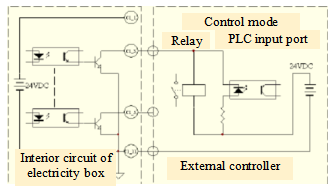 Control mode
Relay
PLC input port
24VDC
24VDC
Interior circuit of
electricity box
External controller